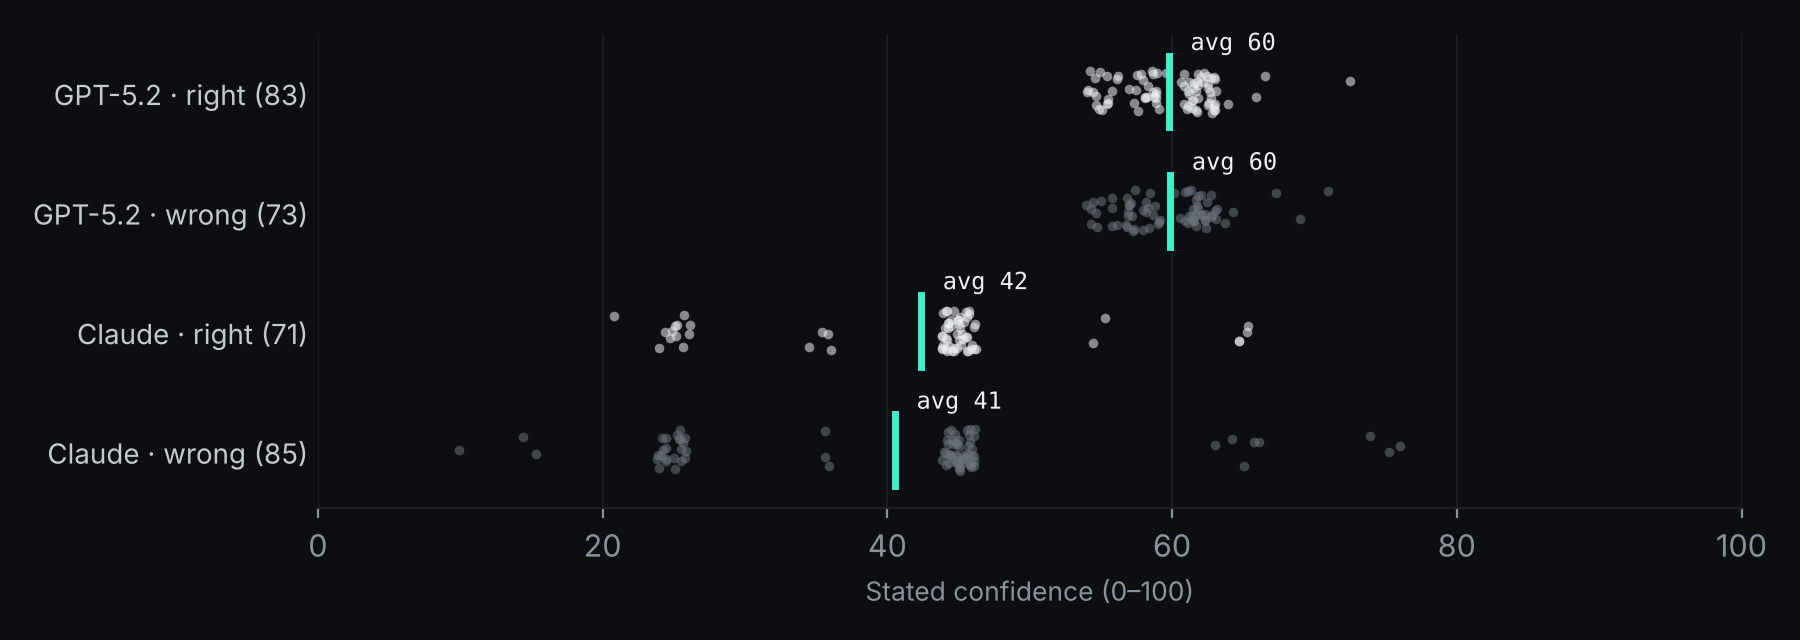 avg 60
GPT-5.2 · right (83)
avg 60
GPT-5.2 · wrong (73)
avg 42
Claude · right (71)
avg 41
Claude · wrong (85)
0 20 40 60 80 100
Stated confidence (0–100)